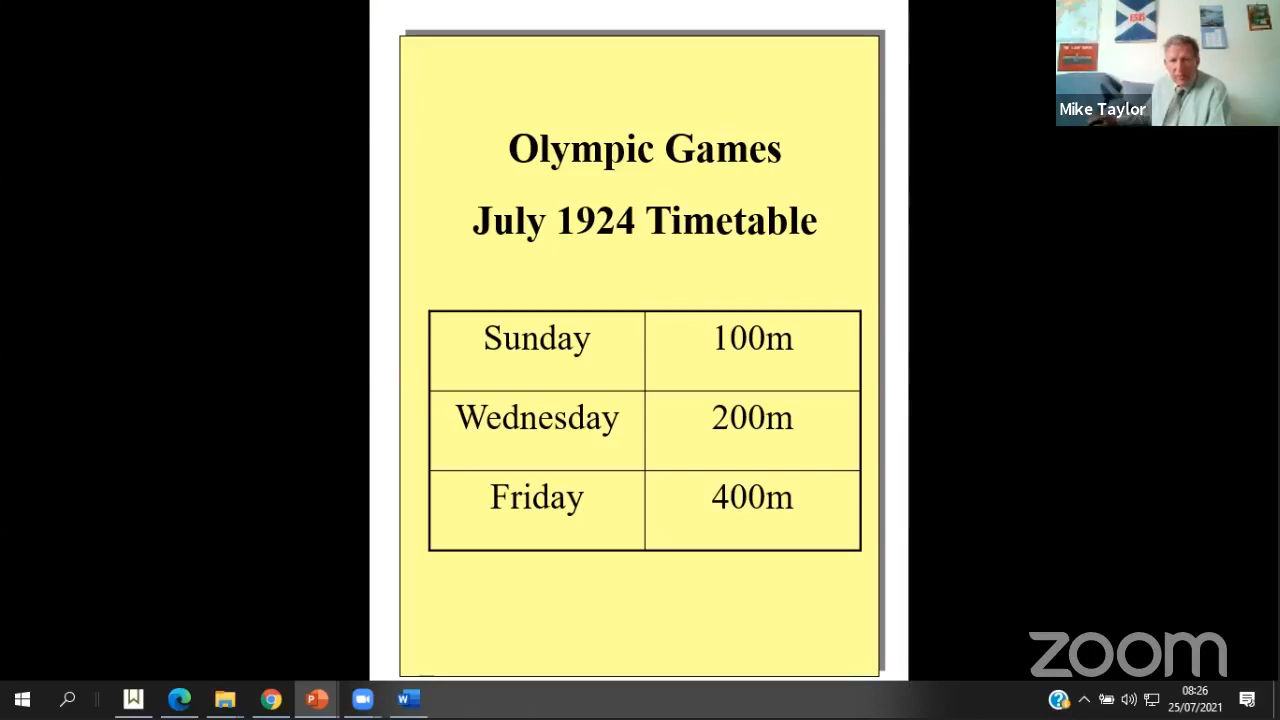 Olympic Games
July 1924 Timetable
Sunday 100m
Wednesday 200m
Friday 400m
Mike Taylor
zoom
08:26
25/07/2021